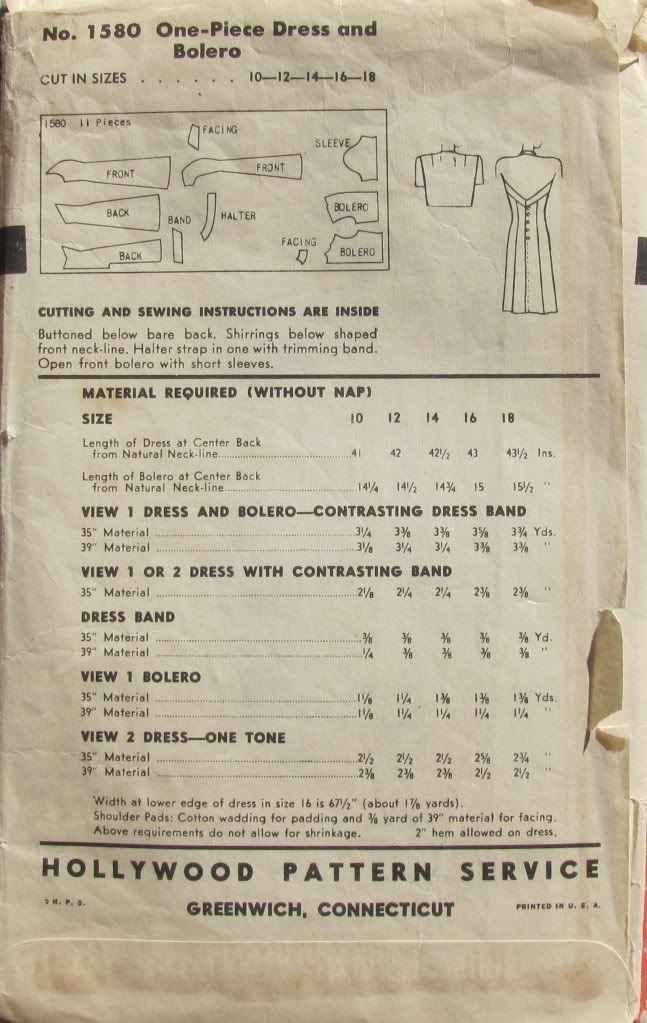 No. 1580 One-Piece Dress and
Bolero
CUT IN SIZES . . . . . . 10—12—14—16—18
1580 11 Pieces
FACING
SLEEVE
FRONT
FRONT
BACK
BAND
HALTER
BOLERO
BACK
FACING
BOLERO
CUTTING AND SEWING INSTRUCTIONS ARE INSIDE
Buttoned below bare back. Shirrings below shaped
front neck-line. Halter strap in one with trimming band.
Open front bolero with short sleeves.
MATERIAL REQUIRED (WITHOUT NAP)
SIZE 10 12 14 16 18
Length of Dress at Center Back
from Natural Neck-line 41 42 42½ 43 43½ Ins.
Length of Bolero at Center Back
from Natural Neck-line 14¼ 14½ 14¾ 15 15½ "
VIEW 1 DRESS AND BOLERO—CONTRASTING DRESS BAND
35" Material 3¼ 3⅜ 3⅜ 3⅝ 3¾ Yds.
39" Material 3⅛ 3¼ 3¼ 3⅜ 3⅜ "
VIEW 1 OR 2 DRESS WITH CONTRASTING BAND
35" Material 2⅛ 2¼ 2¼ 2⅜ 2⅜ "
DRESS BAND
35" Material ⅜ ⅜ ⅜ ⅜ ⅜ Yd.
39" Material ¼ ⅜ ⅜ ⅜ ⅜ "
VIEW 1 BOLERO
35" Material 1⅛ 1¼ 1⅜ 1⅜ 1⅜ Yds.
39" Material 1⅛ 1¼ 1¼ 1¼ 1¼ "
VIEW 2 DRESS—ONE TONE
35" Material 2½ 2½ 2½ 2⅝ 2¾ "
39" Material 2⅜ 2⅜ 2⅜ 2½ 2½ "
Width at lower edge of dress in size 16 is 67½" (about 1⅞ yards).
Shoulder Pads: Cotton wadding for padding and ⅜ yard of 39" material for facing.
Above requirements do not allow for shrinkage. 2" hem allowed on dress.
HOLLYWOOD PATTERN SERVICE
H. P. S.
GREENWICH, CONNECTICUT
PRINTED IN U. S. A.